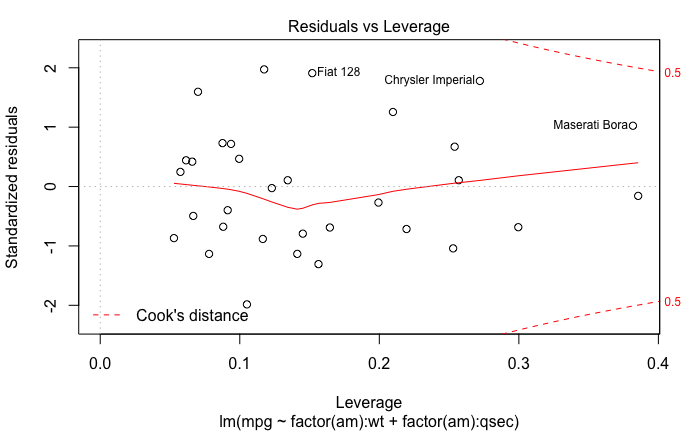 Residuals vs Leverage
Standardized residuals
2
1
0
-1
-2
Fiat 128
Chrysler Imperial
Maserati Bora
0.5
0.5
Cook's distance
0.0 0.1 0.2 0.3 0.4
Leverage
lm(mpg ~ factor(am):wt + factor(am):qsec)